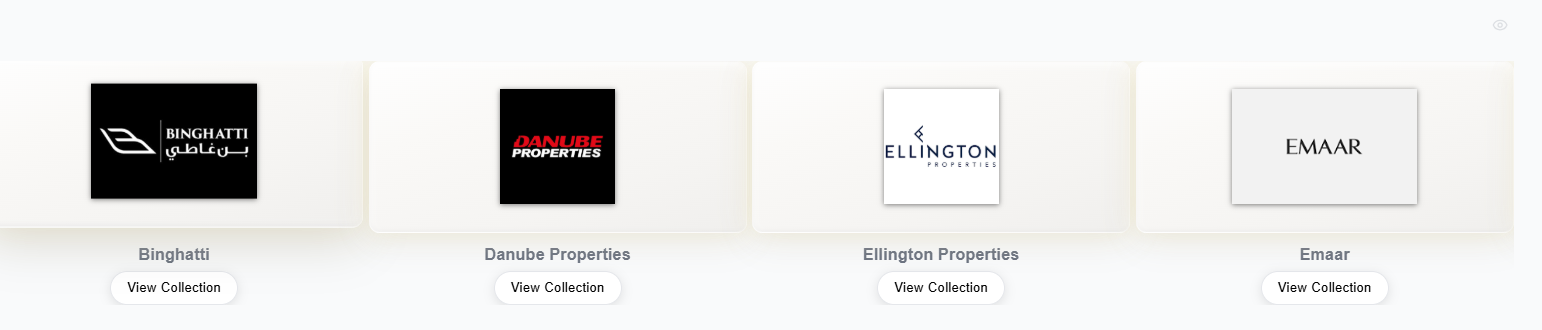 BINGHATTI
بن غاطي
DANUBE
PROPERTIES
ELLINGTON
PROPERTIES
EMAAR
Binghatti
Danube Properties
Ellington Properties
Emaar
View Collection
View Collection
View Collection
View Collection